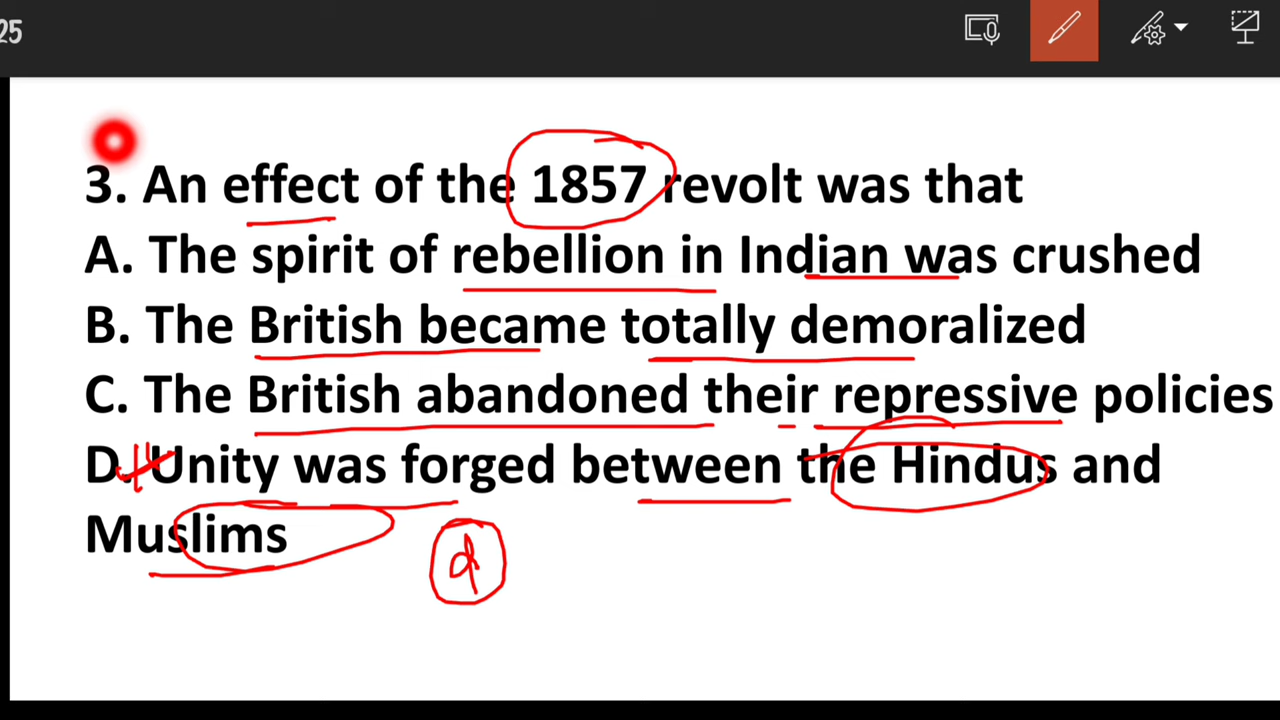 25
3. An effect of the 1857 revolt was that
A. The spirit of rebellion in Indian was crushed
B. The British became totally demoralized
C. The British abandoned their repressive policies
D. Unity was forged between the Hindus and
Muslims
d